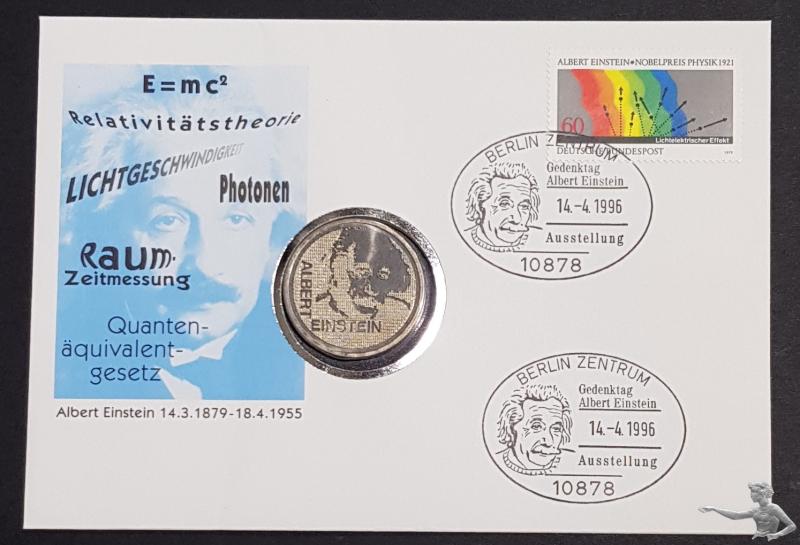 E=mc²
Relativitätstheorie
LICHTGESCHWINDIGKEIT
Photonen
Raum-
Zeitmessung
Quanten-
äquivalent-
gesetz
Albert Einstein 14.3.1879-18.4.1955
ALBERT
EINSTEIN
ALBERT EINSTEIN•NOBELPREIS PHYSIK 1921
60
Lichtelektrischer Effekt
DEUTSCHE BUNDESPOST
1979
BERLIN ZENTRUM
Gedenktag
Albert Einstein
14.-4.1996
Ausstellung
10878
BERLIN ZENTRUM
Gedenktag
Albert Einstein
14.-4.1996
Ausstellung
10878